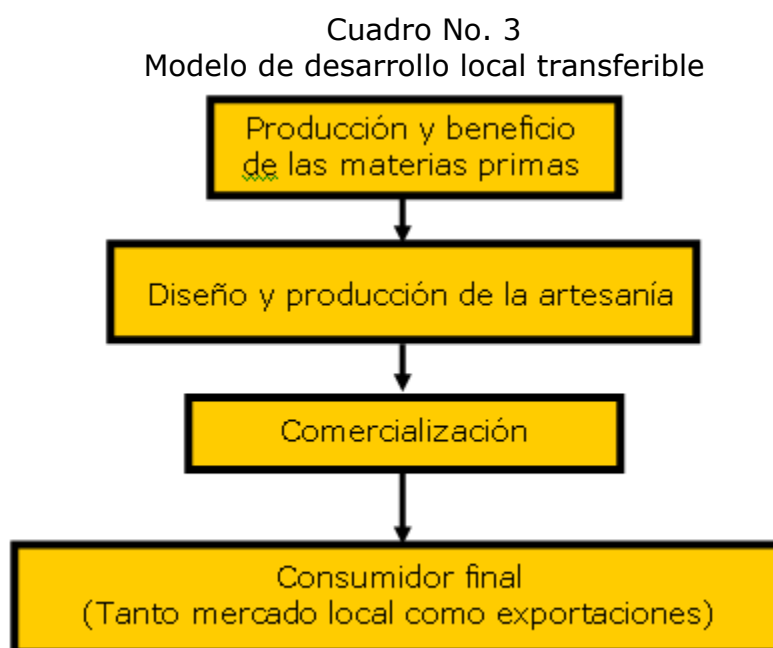 Cuadro No. 3
Modelo de desarrollo local transferible
Producción y beneficio
de las materias primas
Diseño y producción de la artesanía
Comercialización
Consumidor final
(Tanto mercado local como exportaciones)